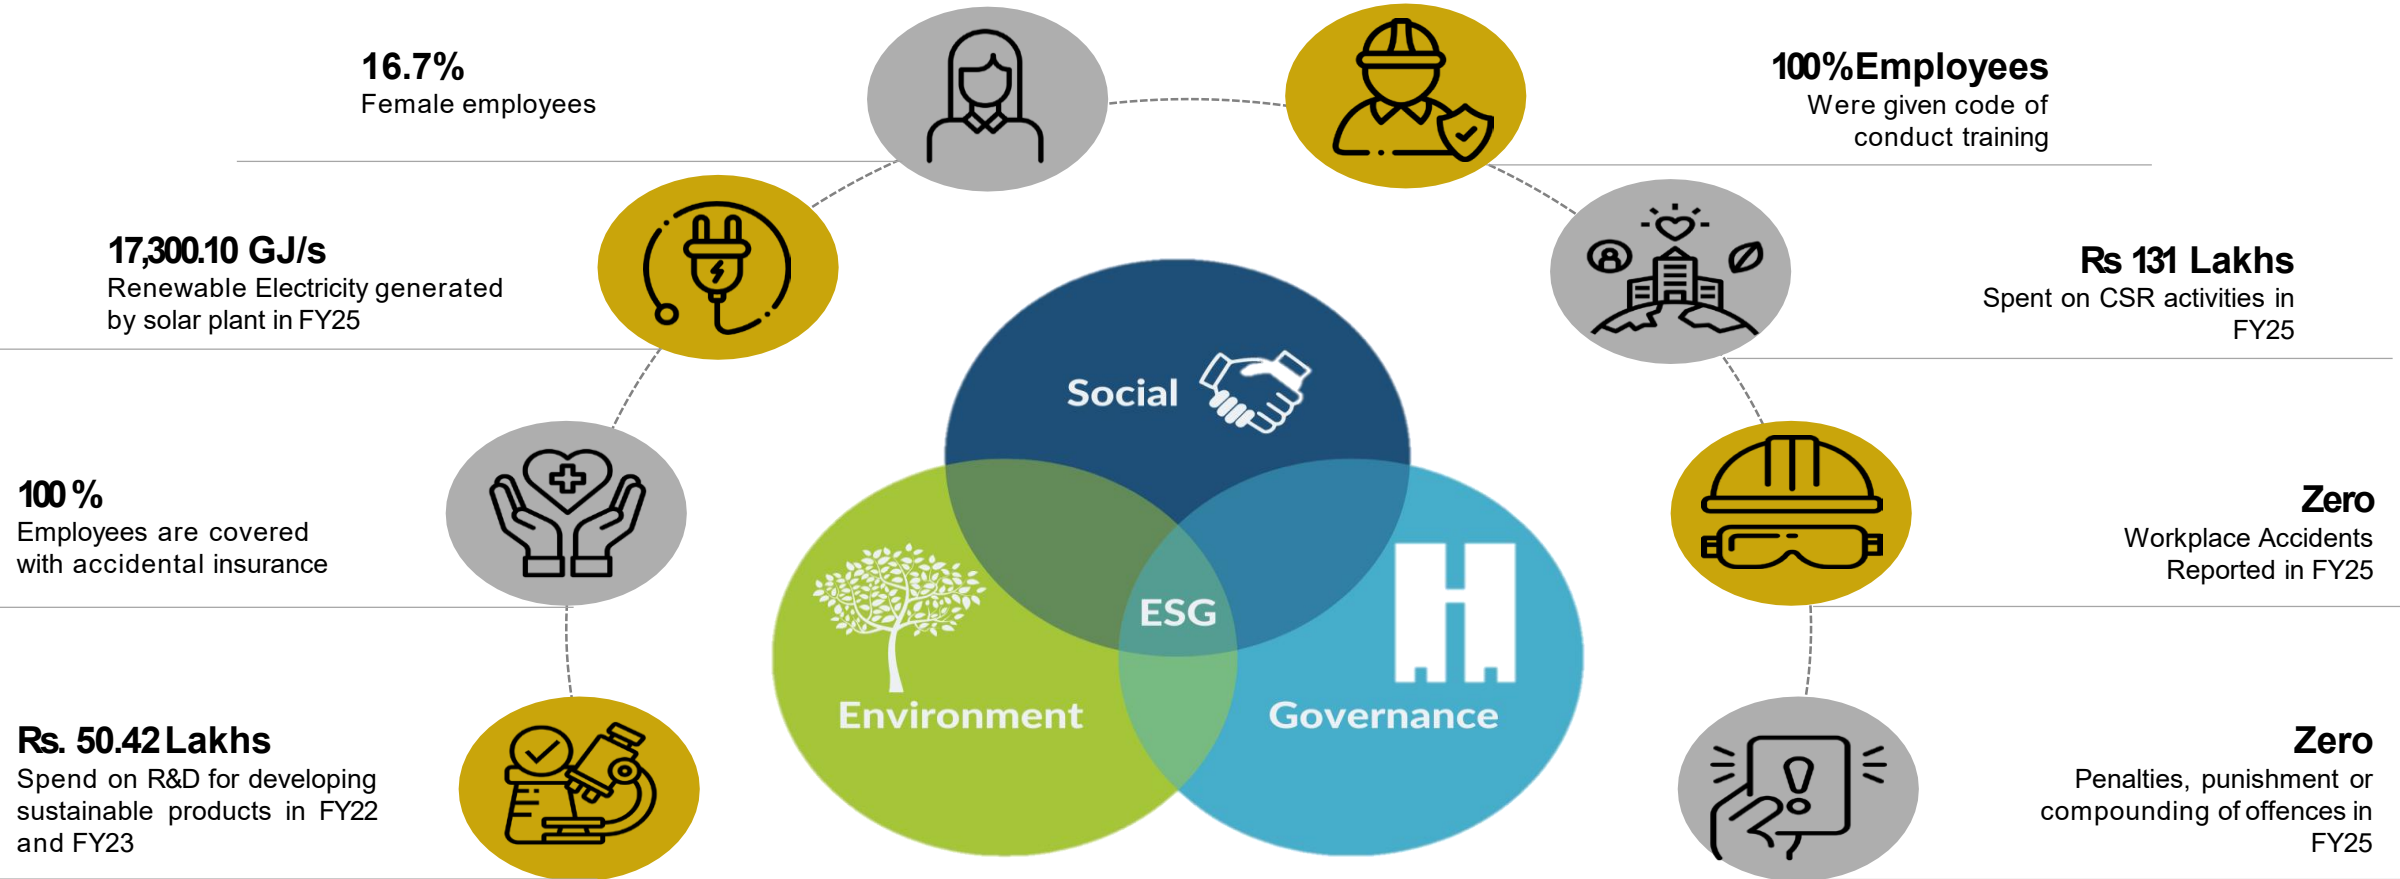 16.7%
Female employees
17,300.10 GJ/s
Renewable Electricity generated
by solar plant in FY25
100 %
Employees are covered
with accidental insurance
Rs. 50.42 Lakhs
Spend on R&D for developing
sustainable products in FY22
and FY23
Social
ESG
Environment
Governance
100%Employees
Were given code of
conduct training
Rs 131 Lakhs
Spent on CSR activities in
FY25
Zero
Workplace Accidents
Reported in FY25
Zero
Penalties, punishment or
compounding of offences in
FY25